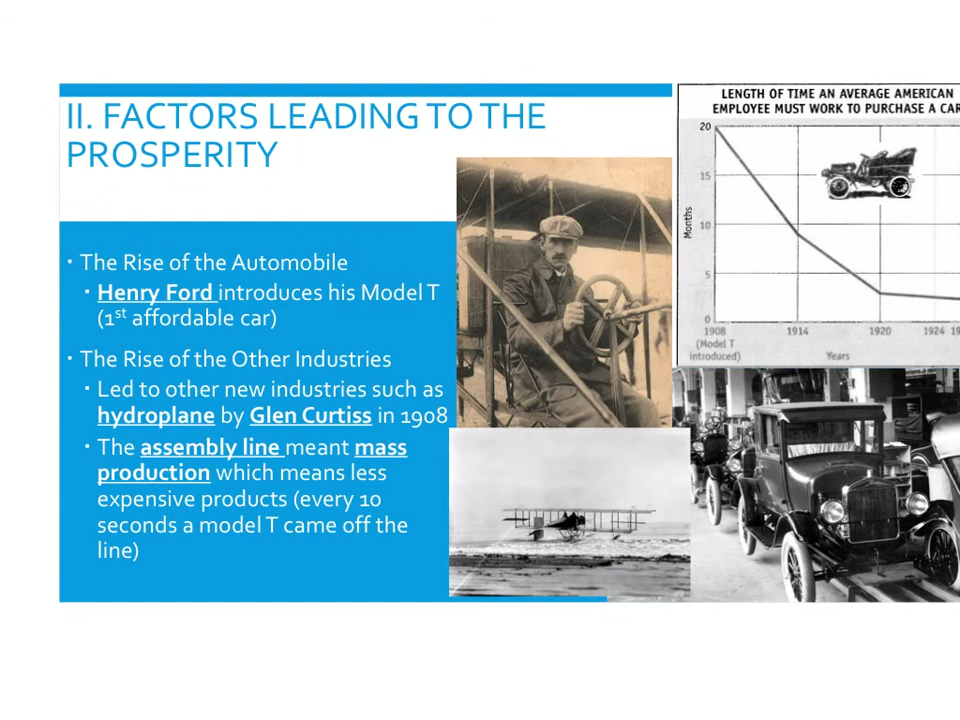 II. FACTORS LEADING TO THE
PROSPERITY
The Rise of the Automobile
Henry Ford introduces his Model T
(1st affordable car)
The Rise of the Other Industries
Led to other new industries such as
hydroplane by Glen Curtiss in 1908
The assembly line meant mass
production which means less
expensive products (every 10
seconds a model T came off the
line)
LENGTH OF TIME AN AVERAGE AMERICAN
EMPLOYEE MUST WORK TO PURCHASE A CAR
20
15
10
5
0
Months
1908 1914 1920 1924 19
(Model T
introduced)
Years